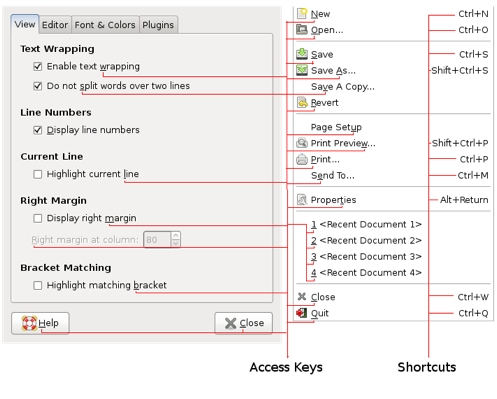 View Editor Font & Colors Plugins
Text Wrapping
Enable text wrapping
Do not split words over two lines
Line Numbers
Display line numbers
Current Line
Highlight current line
Right Margin
Display right margin
Right margin at column: 80
Bracket Matching
Highlight matching bracket
Help Close
New Ctrl+N
Open... Ctrl+O
Save Ctrl+S
Save As... Shift+Ctrl+S
Save A Copy...
Revert
Page Setup
Print Preview... Shift+Ctrl+P
Print... Ctrl+P
Send To... Ctrl+M
Properties Alt+Return
1 <Recent Document 1>
2 <Recent Document 2>
3 <Recent Document 3>
4 <Recent Document 4>
Close Ctrl+W
Quit Ctrl+Q
Access Keys Shortcuts